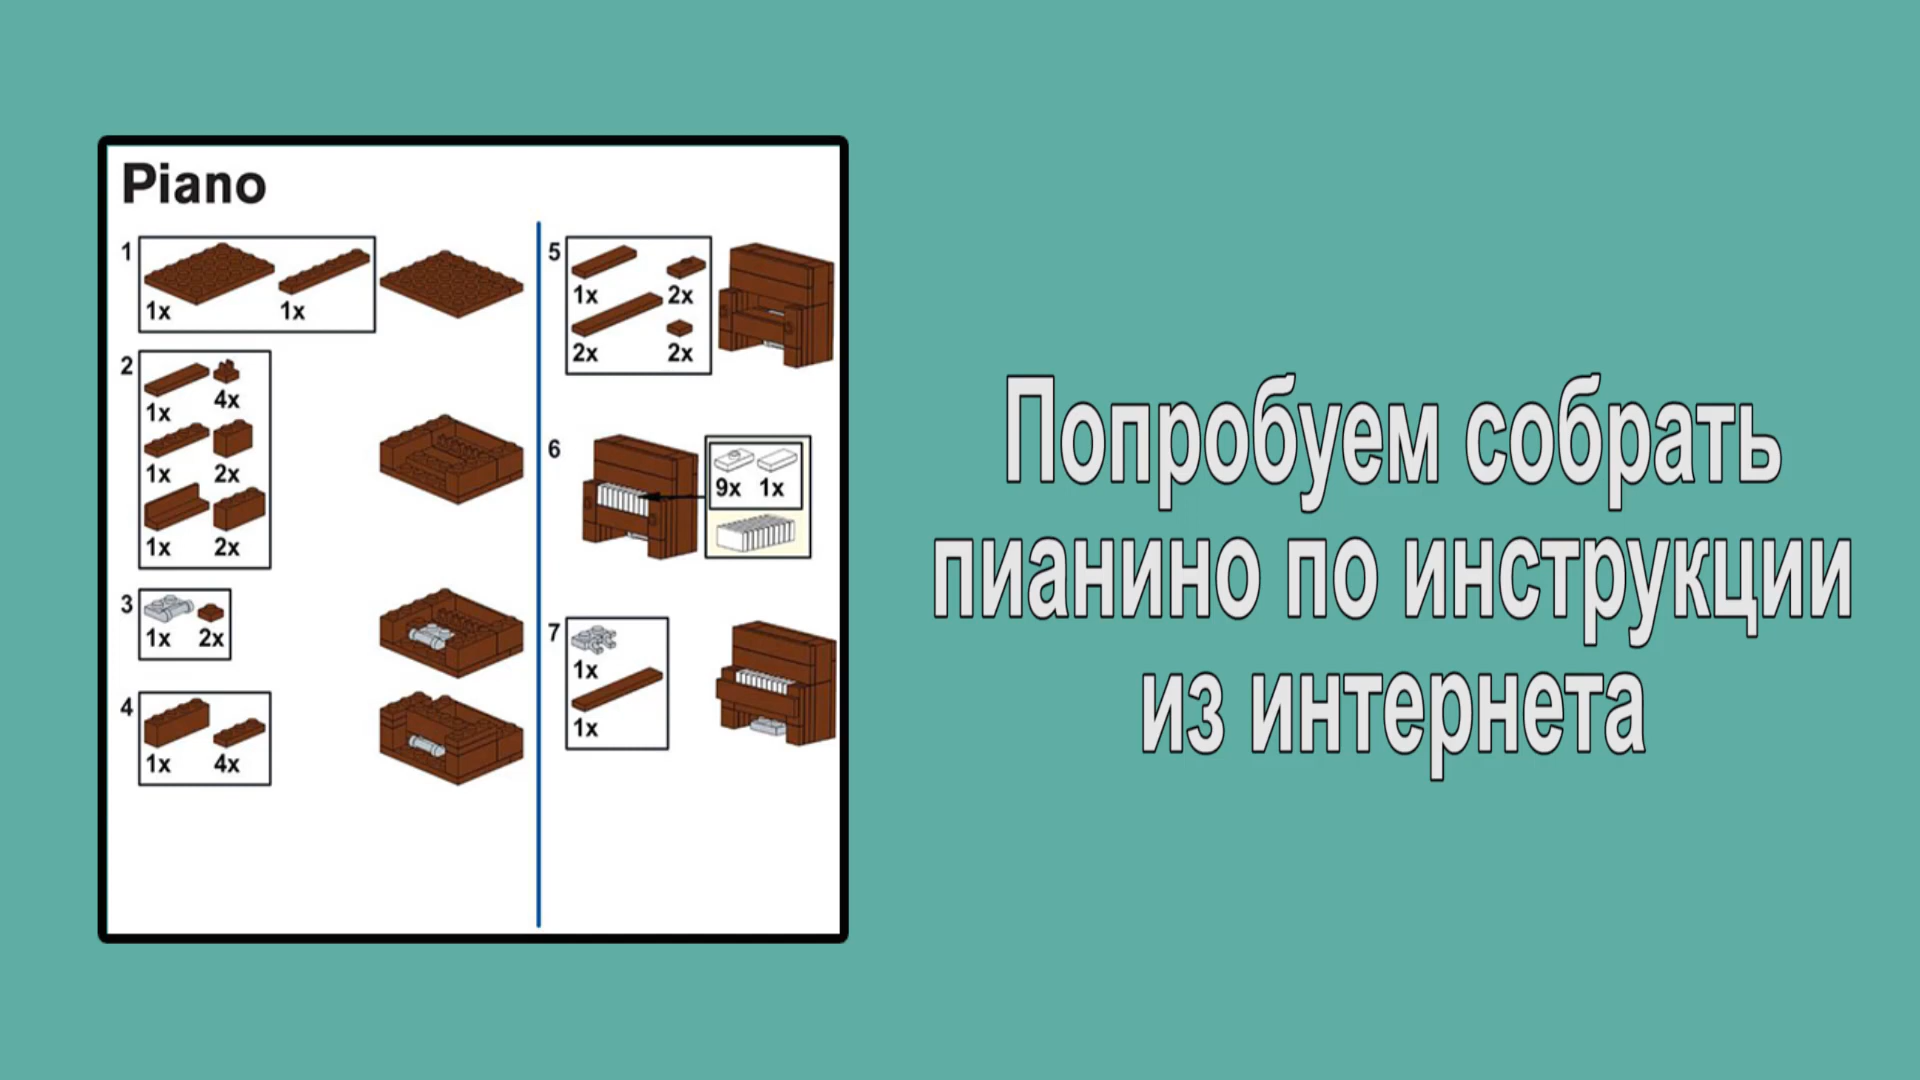 Piano
1
1x 1x
2
1x 4x
1x 2x
1x 2x
3
1x 2x
4
1x 4x
5
1x 2x
2x 2x
6
9x 1x
7
1x
1x
Попробуем собрать
пианино по инструкции
из интернета